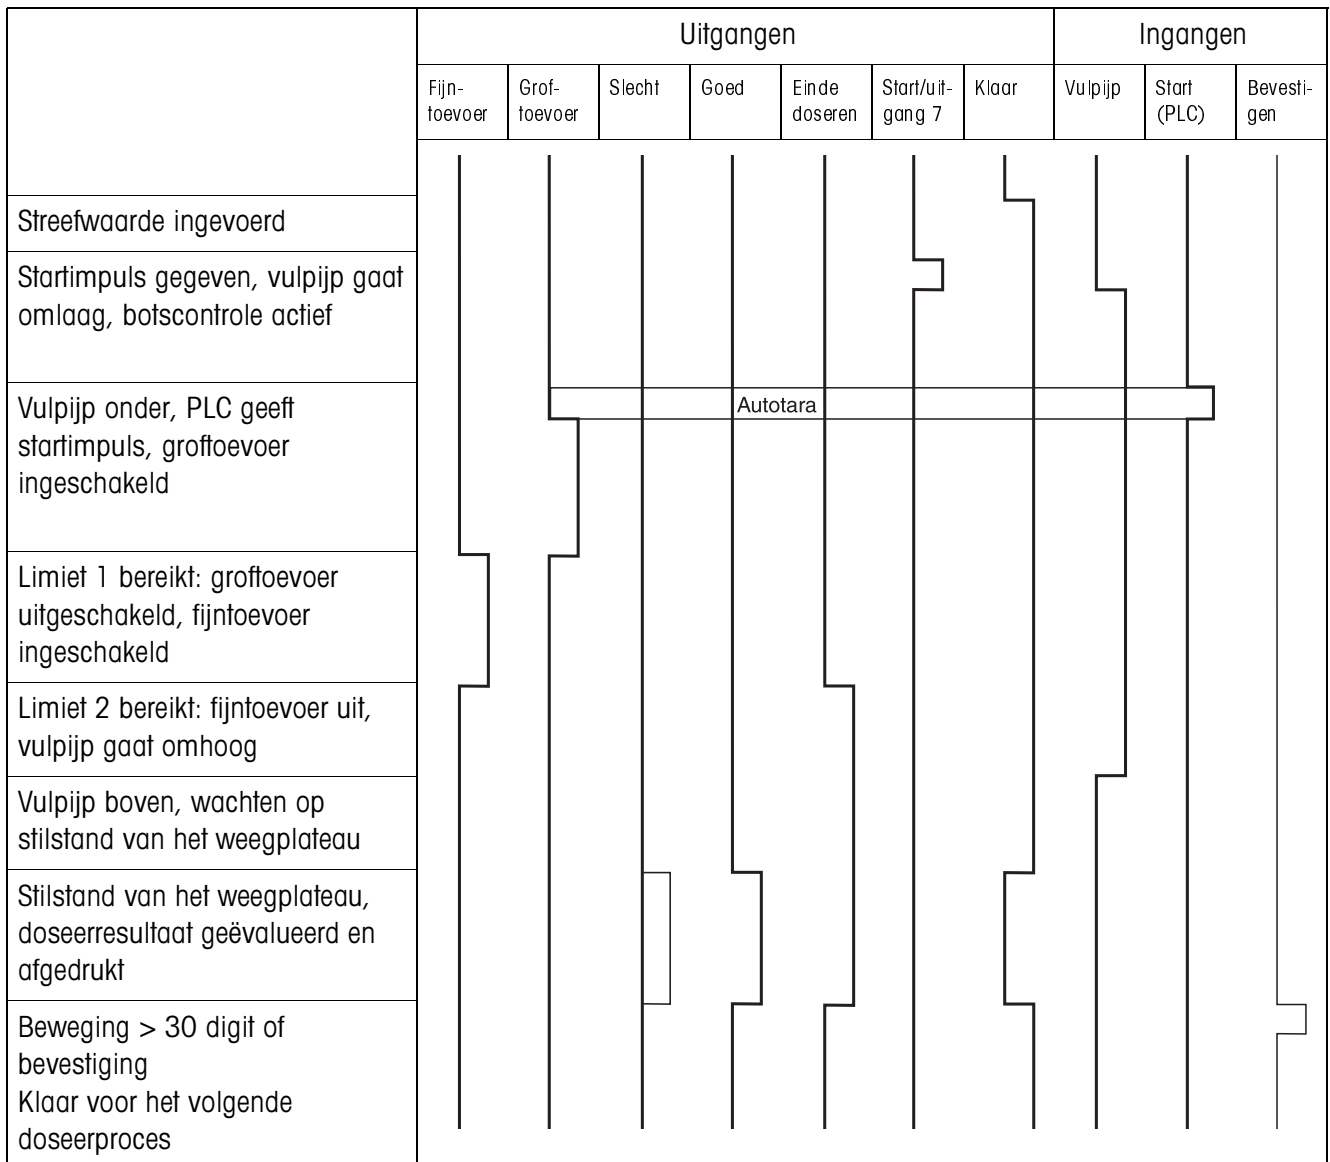 Uitgangen
Ingangen
Fijn-
toevoer
Grof-
toevoer
Slecht
Goed
Einde
doseren
Start/uit-
gang 7
Klaar
Vulpijp
Start
(PLC)
Bevesti-
gen
Streefwaarde ingevoerd
Startimpuls gegeven, vulpijp gaat
omlaag, botscontrole actief
Vulpijp onder, PLC geeft
startimpuls, groftoevoer
ingeschakeld
Autotara
Limiet 1 bereikt: groftoevoer
uitgeschakeld, fijntoevoer
ingeschakeld
Limiet 2 bereikt: fijntoevoer uit,
vulpijp gaat omhoog
Vulpijp boven, wachten op
stilstand van het weegplateau
Stilstand van het weegplateau,
doseerresultaat geëvalueerd en
afgedrukt
Beweging > 30 digit of
bevestiging
Klaar voor het volgende
doseerproces